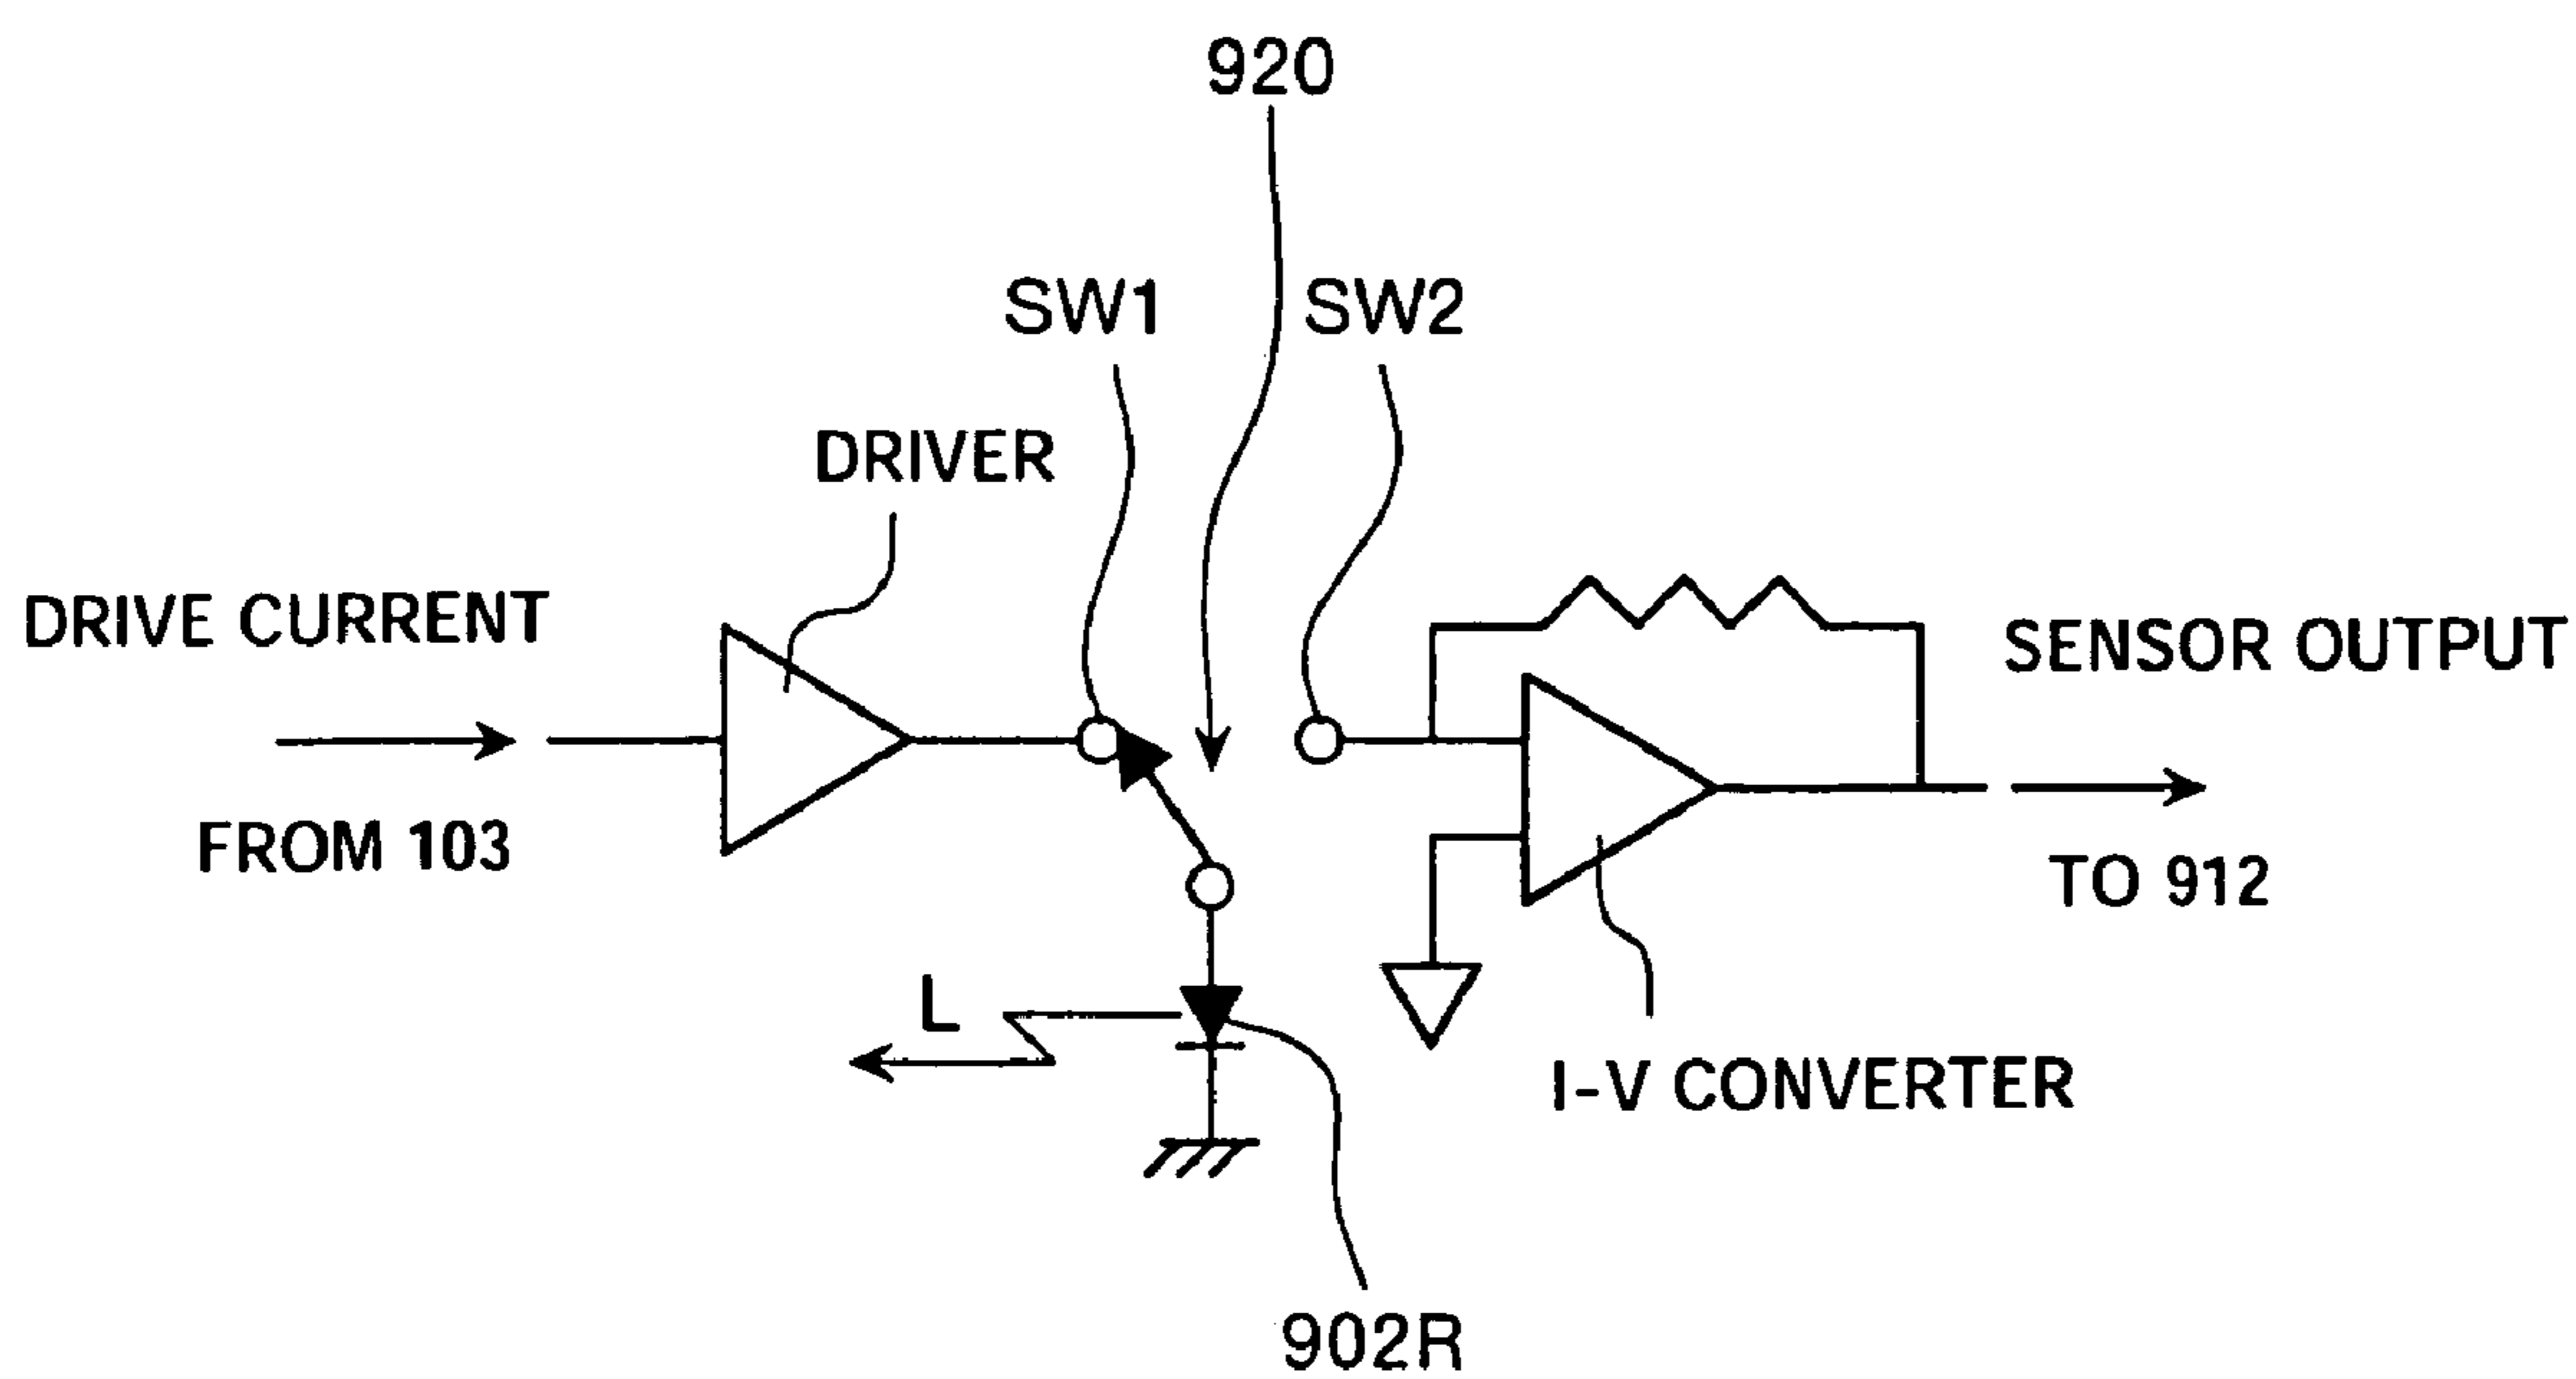 920
SW1
SW2
DRIVER
DRIVE CURRENT
SENSOR OUTPUT
FROM 103
TO 912
L
I-V CONVERTER
902R